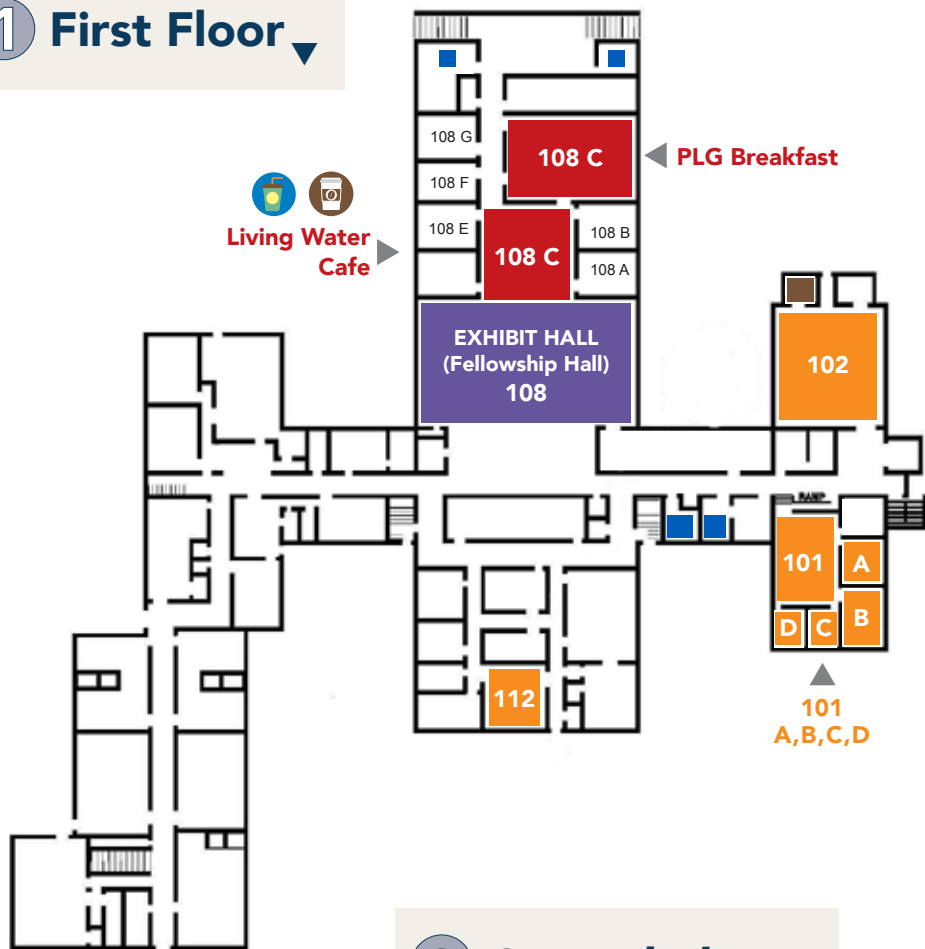 1 First Floor
108 G
108 C
PLG Breakfast
108 F
108 E
108 B
Living Water
Cafe
108 C
108 A
EXHIBIT HALL
(Fellowship Hall)
108
102
RAMP
101
A
B
D
C
112
101
A,B,C,D